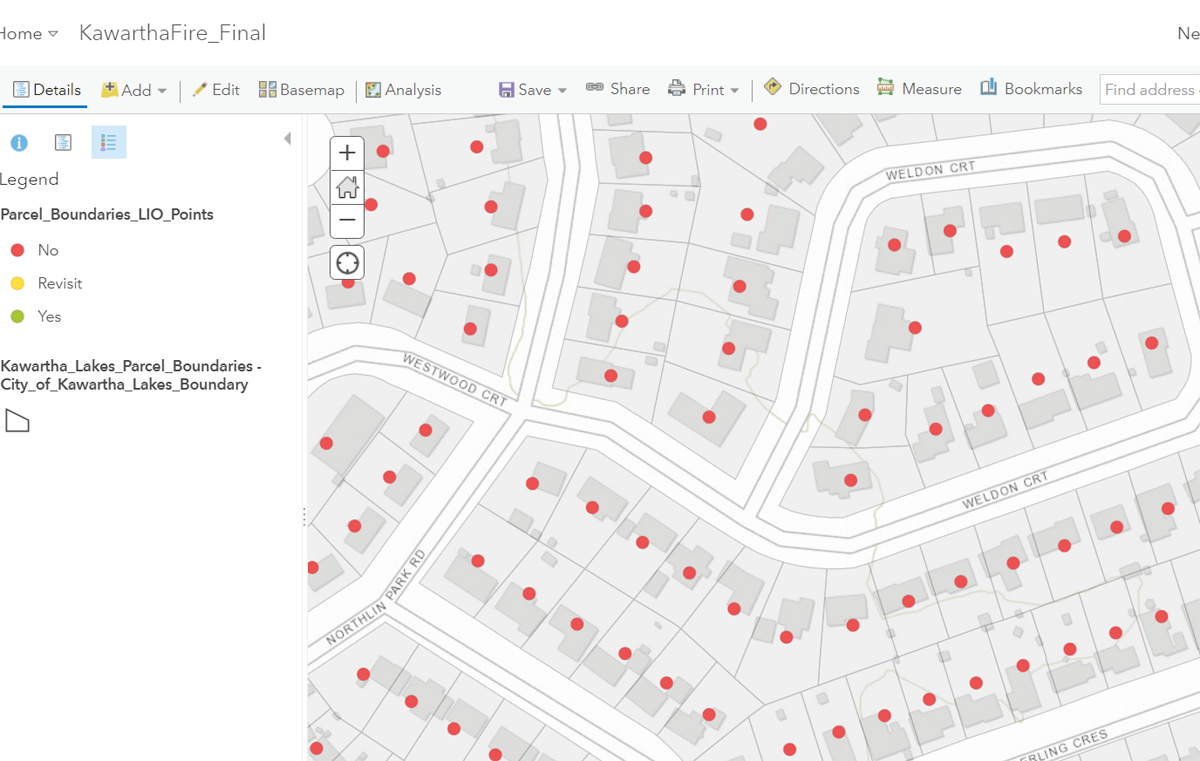 Home KawarthaFire_Final Ne
Details Add Edit Basemap Analysis Save Share Print Directions Measure Bookmarks Find address
Legend
Parcel_Boundaries_LIO_Points
No
Revisit
Yes
Kawartha_Lakes_Parcel_Boundaries -
City_of_Kawartha_Lakes_Boundary
WELDON CRT
WESTWOOD CRT
WELDON CRT
NORTHLIN PARK RD
ERLING CRES